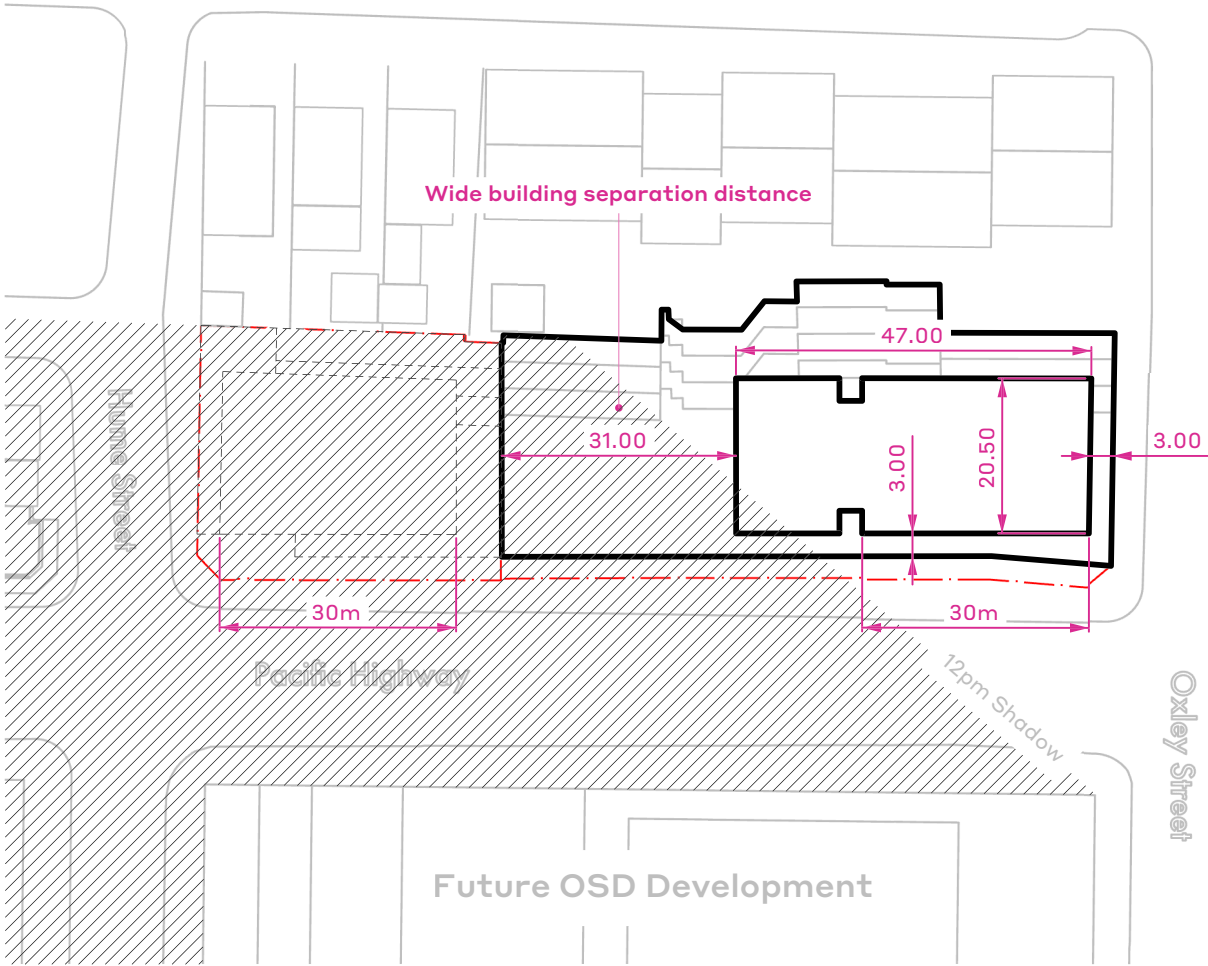 Wide building separation distance
47.00
31.00
3.00
20.50
3.00
Hume Street
30m
30m
Pacific Highway
12pm Shadow
Oxley Street
Future OSD Development